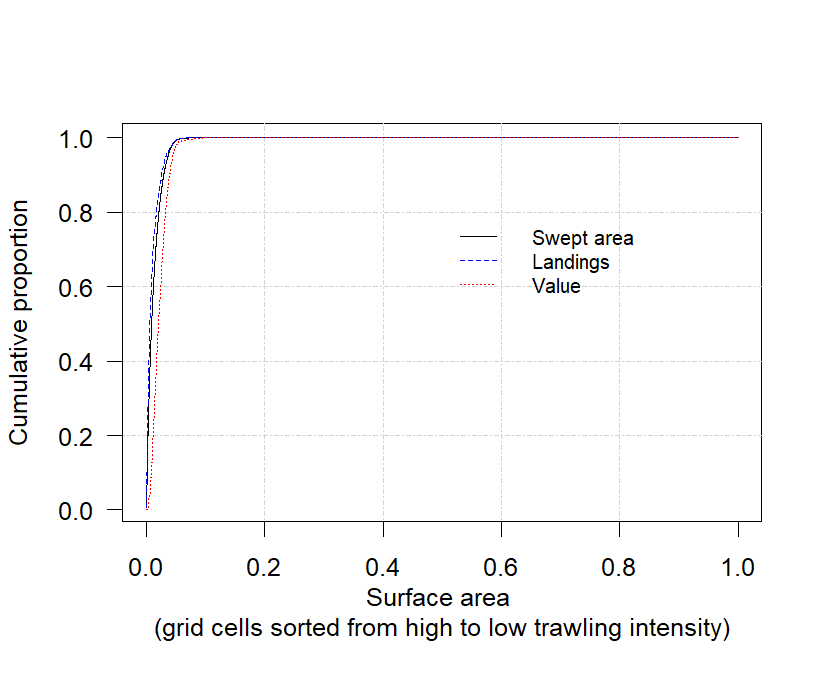 Cumulative proportion
1.0
0.8
0.6
0.4
0.2
0.0
Swept area
Landings
Value
0.0 0.2 0.4 0.6 0.8 1.0
Surface area
(grid cells sorted from high to low trawling intensity)